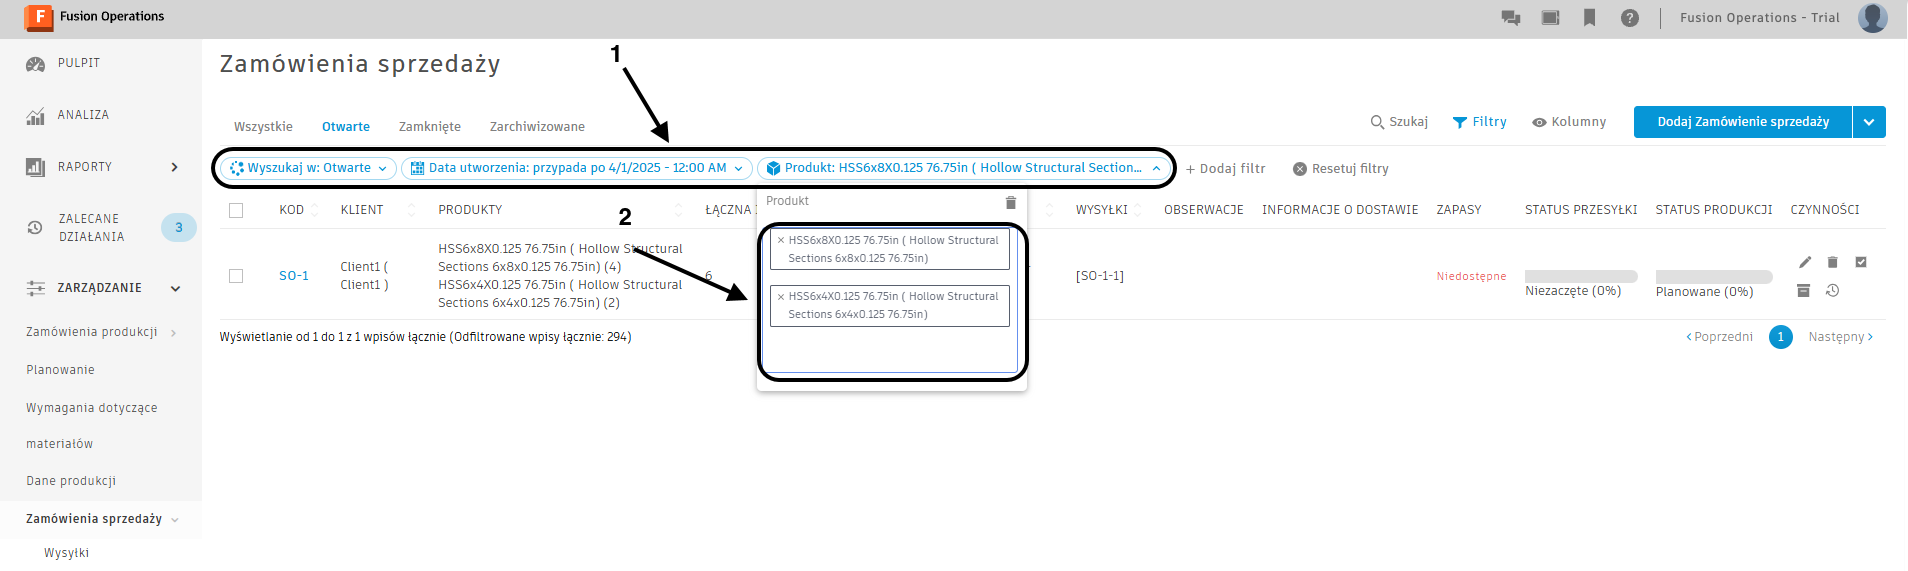 Fusion Operations
Fusion Operations - Trial
PULPIT
ANALIZA
RAPORTY
ZALECANE
DZIAŁANIA
3
ZARZĄDZANIE
Zamówienia produkcji
Planowanie
Wymagania dotyczące
materiałów
Dane produkcji
Zamówienia sprzedaży
Wysyłki
Zamówienia sprzedaży
1
Wszystkie Otwarte Zamknięte Zarchiwizowane
Szukaj Filtry Kolumny Dodaj Zamówienie sprzedaży
Wyszukaj w: Otwarte Data utworzenia: przypada po 4/1/2025 - 12:00 AM Produkt: HSS6x8X0.125 76.75in ( Hollow Structural Section... + Dodaj filtr Resetuj filtry
KOD KLIENT PRODUKTY ŁĄCZNA WYSYŁKI OBSERWACJE INFORMACJE O DOSTAWIE ZAPASY STATUS PRZESYŁKI STATUS PRODUKCJI CZYNNOŚCI
2
Produkt
× HSS6x8X0.125 76.75in ( Hollow Structural
Sections 6x8x0.125 76.75in)
× HSS6x4X0.125 76.75in ( Hollow Structural
Sections 6x4x0.125 76.75in)
SO-1
Client1 (
Client1 )
HSS6x8X0.125 76.75in ( Hollow Structural
Sections 6x8x0.125 76.75in) (4)
HSS6x4X0.125 76.75in ( Hollow Structural
Sections 6x4x0.125 76.75in) (2)
6
[SO-1-1]
Niedostępne
Niezaczęte (0%)
Planowane (0%)
Wyświetlanie od 1 do 1 z 1 wpisów łącznie (Odfiltrowane wpisy łącznie: 294)
Poprzedni 1 Następny